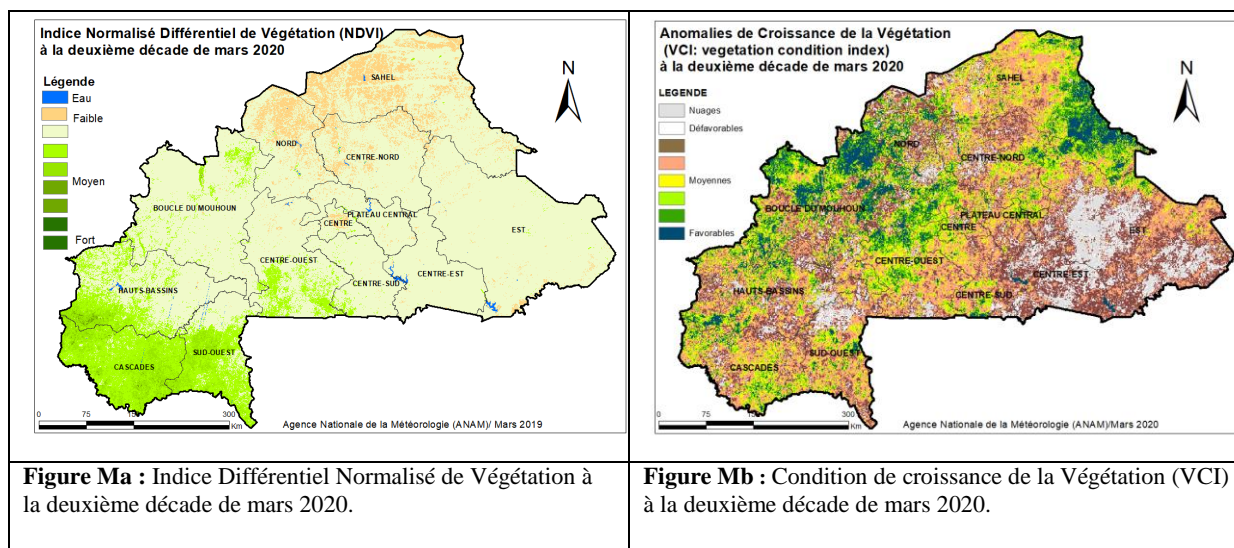 Indice Normalisé Différentiel de Végétation (NDVI)
à la deuxième décade de mars 2020
Légende
Eau
Faible
Moyen
Fort
N
SAHEL
NORD
CENTRE-NORD
BOUCLE DU MOUHOUN
PLATEAU CENTRAL
CENTRE
EST
CENTRE-OUEST
CENTRE-EST
CENTRE-SUD
HAUTS-BASSINS
SUD-OUEST
CASCADES
0 75 300
Km
Agence Nationale de la Météorologie (ANAM)/ Mars 2019
Anomalies de Croissance de la Végétation
(VCI: vegetation condition index)
à la deuxième décade de mars 2020
LEGENDE
Nuages
Défavorables
Moyennes
Favorables
N
SAHEL
NORD
CENTRE-NORD
BOUCLE DU MOUHOUN
PLATEAU CENTRAL
CENTRE
EST
CENTRE-OUEST
CENTRE-EST
HAUTS-BASSINS
CENTRE-SUD
SUD-OUEST
CASCADES
0 75 300
Km
Agence Nationale de la Météorologie (ANAM)/Mars 2020
Figure Ma : Indice Différentiel Normalisé de Végétation à
la deuxième décade de mars 2020.
Figure Mb : Condition de croissance de la Végétation (VCI)
à la deuxième décade de mars 2020.